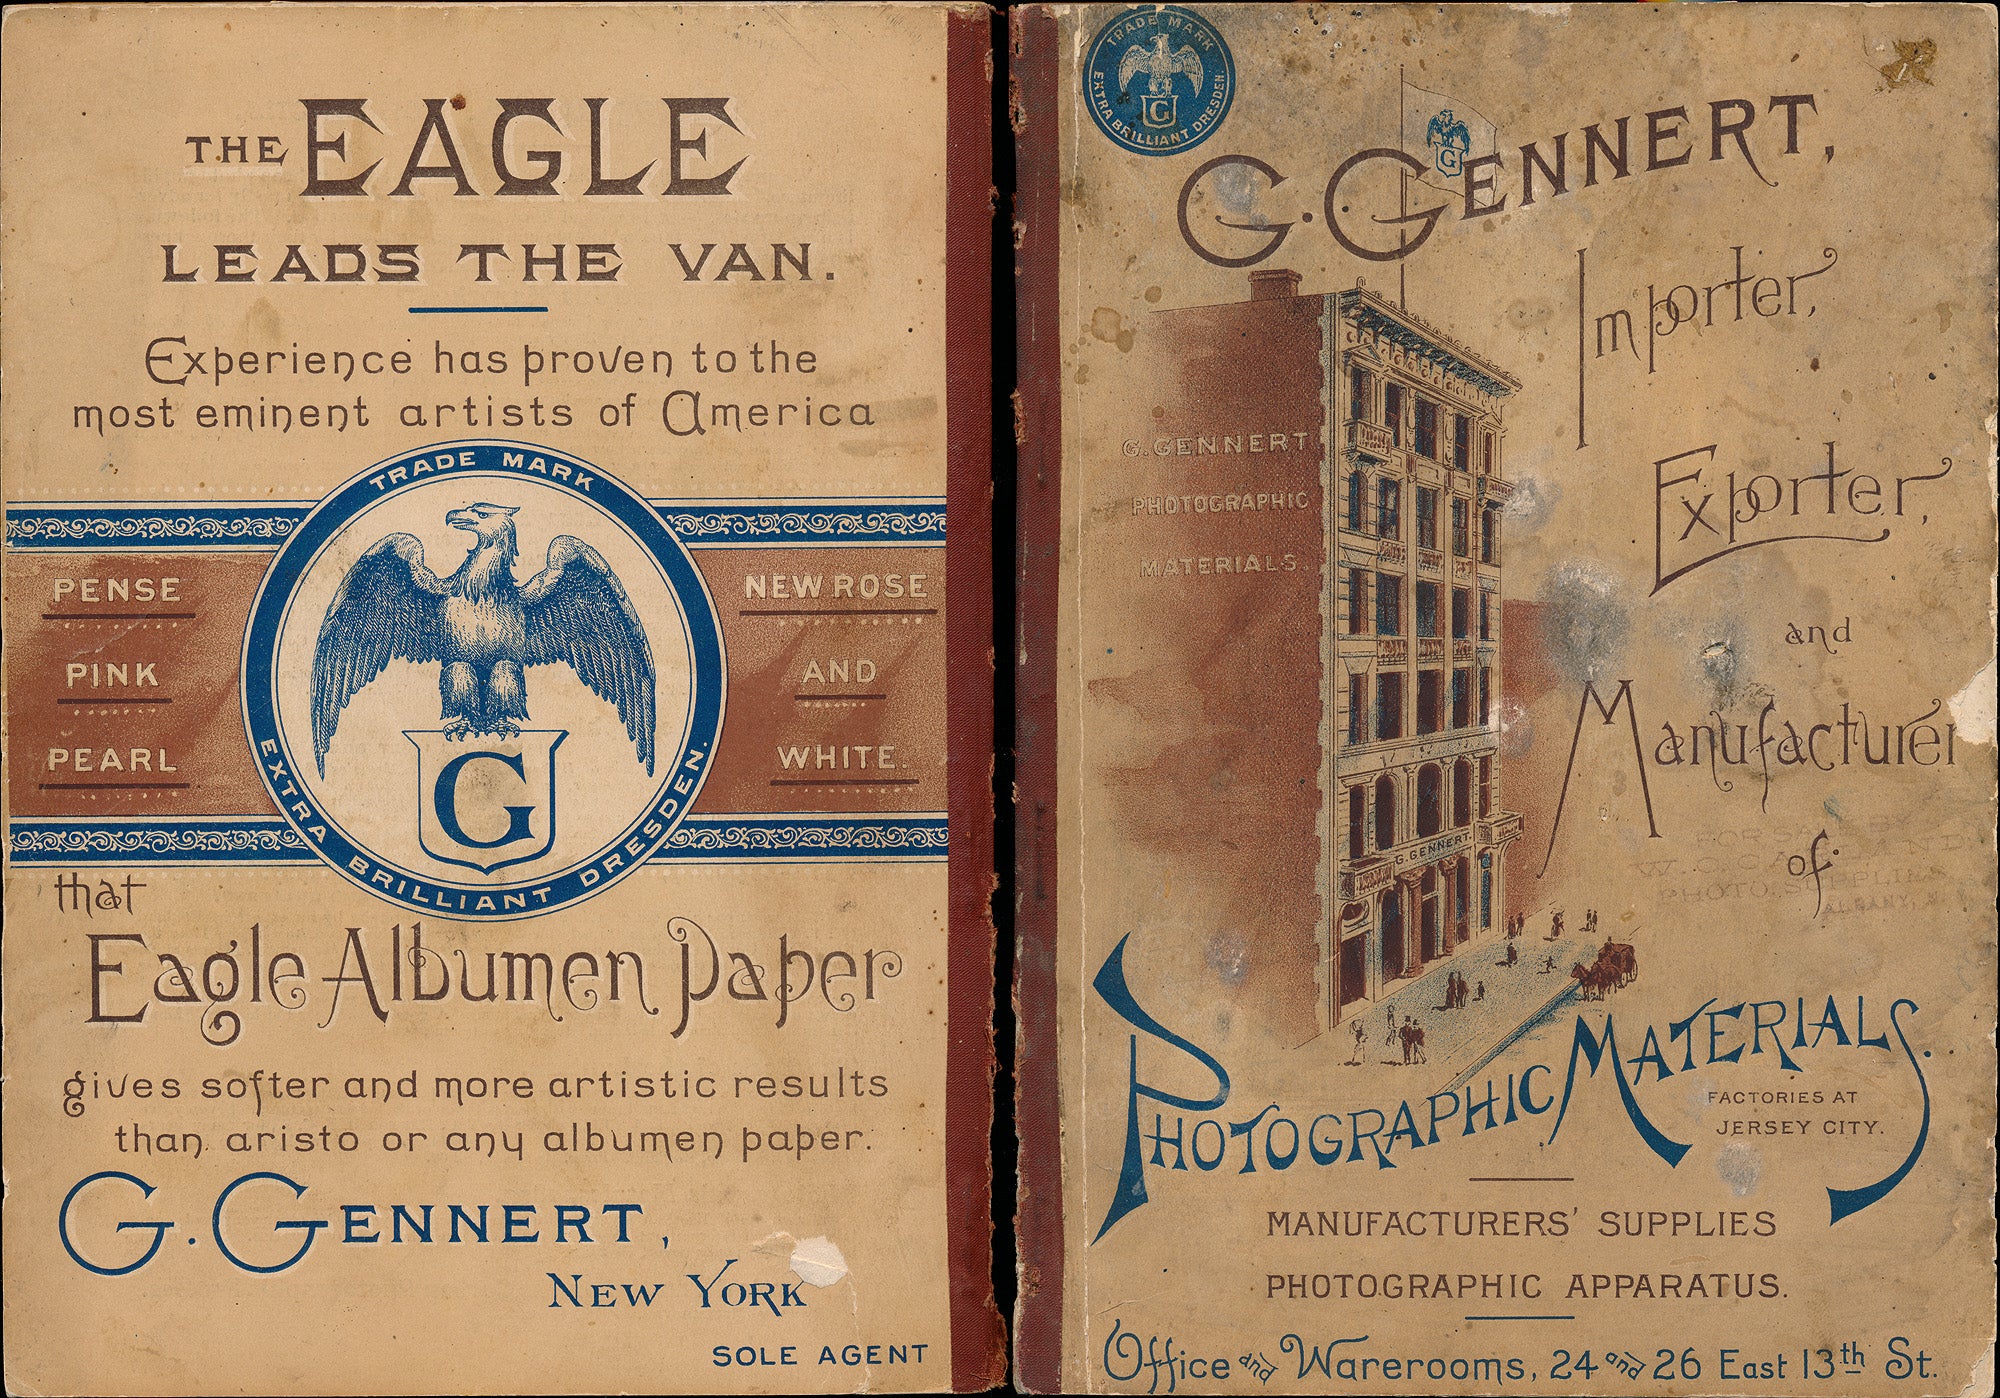 THE EAGLE
LEADS THE VAN.
Experience has proven to the
most eminent artists of America
TRADE MARK
EXTRA BRILLIANT DRESDEN.
G
PENSE
PINK
PEARL
NEW ROSE
AND
WHITE.
that
Eagle Albumen Paper
gives softer and more artistic results
than aristo or any albumen paper.
G. GENNERT,
NEW YORK
SOLE AGENT
TRADE MARK
EXTRA BRILLIANT DRESDEN.
G
G
G. GENNERT,
Importer,
Exporter,
and
Manufacturer
of
G. GENNERT
PHOTOGRAPHIC
MATERIALS.
G. GENNERT.
PHOTO. SUPPLIES
ALBANY, N.
PHOTOGRAPHIC MATERIALS.
FACTORIES AT
JERSEY CITY.
MANUFACTURERS' SUPPLIES
PHOTOGRAPHIC APPARATUS.
Office and Warerooms, 24 and 26 East 13th St.